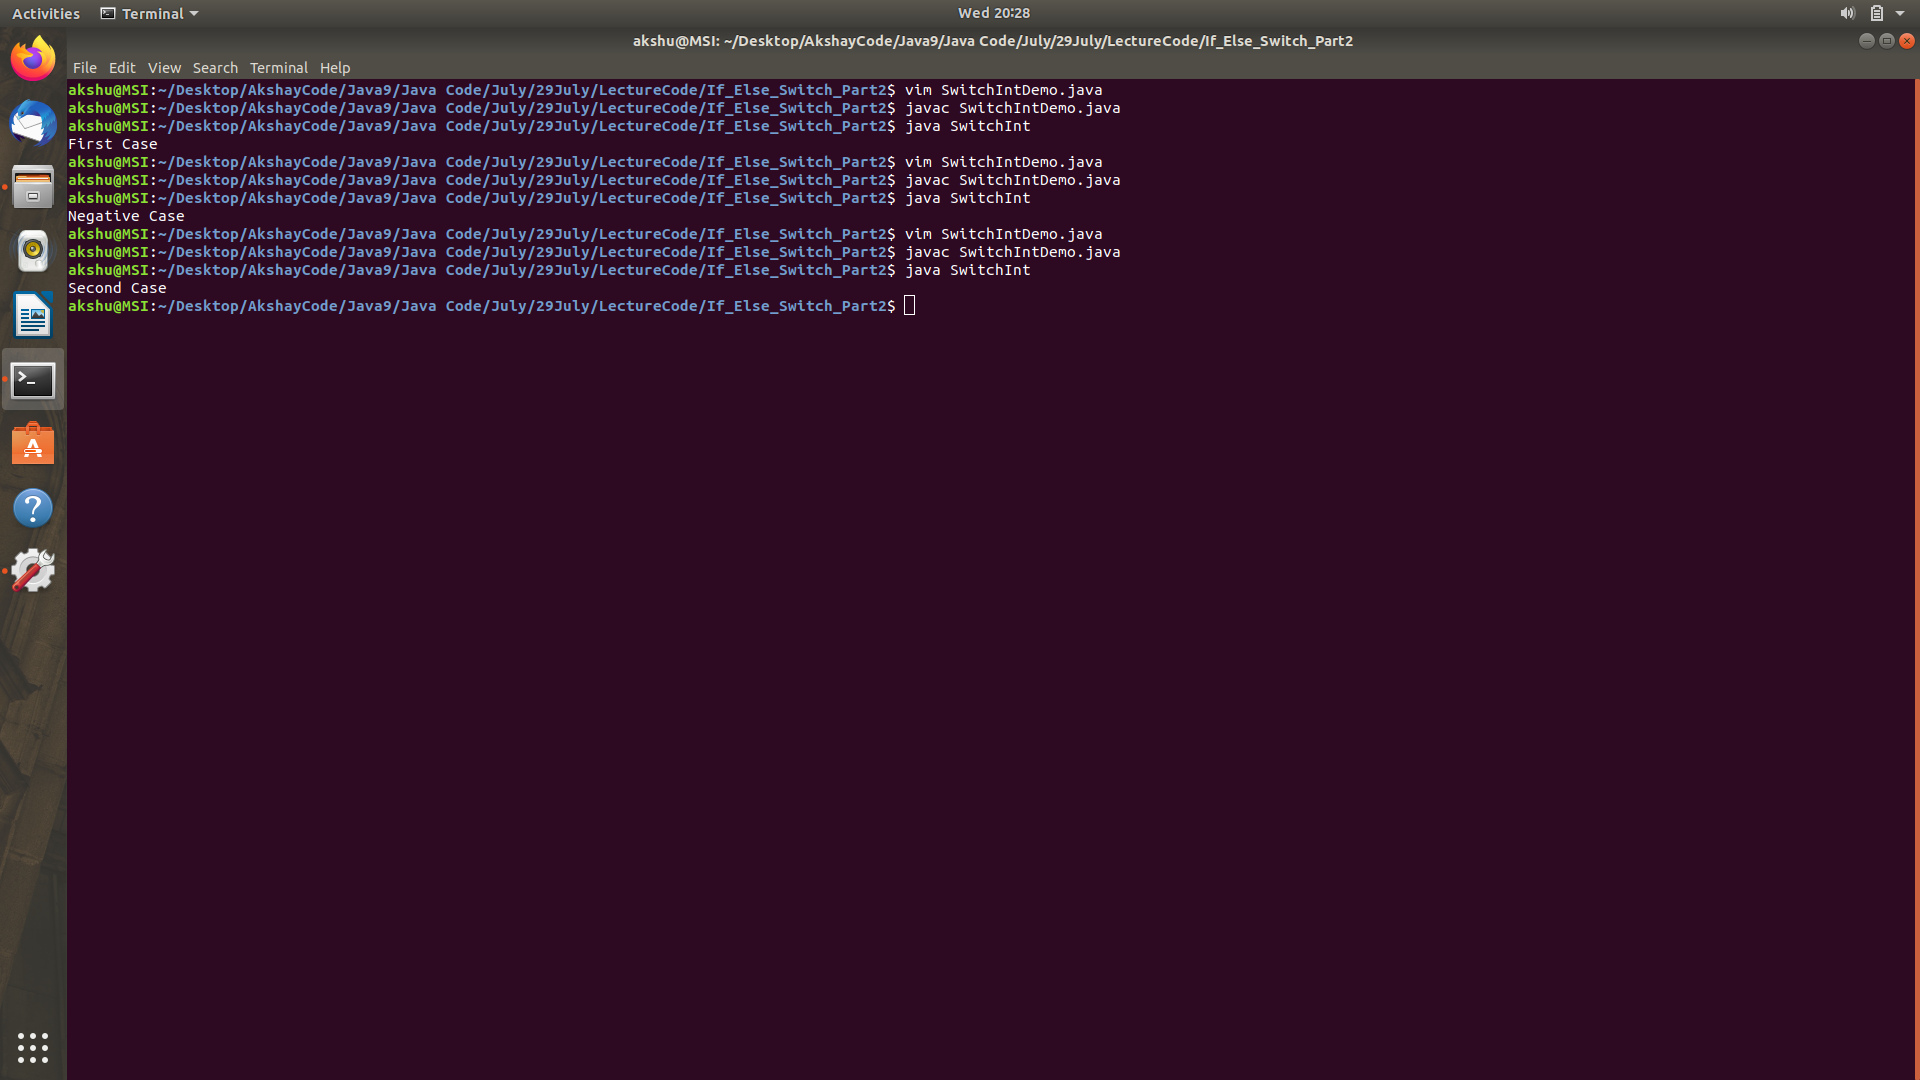 Activities Terminal Wed 20:28
akshu@MSI: ~/Desktop/AkshayCode/Java9/Java Code/July/29July/LectureCode/If_Else_Switch_Part2
File Edit View Search Terminal Help
akshu@MSI:~/Desktop/AkshayCode/Java9/Java Code/July/29July/LectureCode/If_Else_Switch_Part2$ vim SwitchIntDemo.java
akshu@MSI:~/Desktop/AkshayCode/Java9/Java Code/July/29July/LectureCode/If_Else_Switch_Part2$ javac SwitchIntDemo.java
akshu@MSI:~/Desktop/AkshayCode/Java9/Java Code/July/29July/LectureCode/If_Else_Switch_Part2$ java SwitchInt
First Case
akshu@MSI:~/Desktop/AkshayCode/Java9/Java Code/July/29July/LectureCode/If_Else_Switch_Part2$ vim SwitchIntDemo.java
akshu@MSI:~/Desktop/AkshayCode/Java9/Java Code/July/29July/LectureCode/If_Else_Switch_Part2$ javac SwitchIntDemo.java
akshu@MSI:~/Desktop/AkshayCode/Java9/Java Code/July/29July/LectureCode/If_Else_Switch_Part2$ java SwitchInt
Negative Case
akshu@MSI:~/Desktop/AkshayCode/Java9/Java Code/July/29July/LectureCode/If_Else_Switch_Part2$ vim SwitchIntDemo.java
akshu@MSI:~/Desktop/AkshayCode/Java9/Java Code/July/29July/LectureCode/If_Else_Switch_Part2$ javac SwitchIntDemo.java
akshu@MSI:~/Desktop/AkshayCode/Java9/Java Code/July/29July/LectureCode/If_Else_Switch_Part2$ java SwitchInt
Second Case
akshu@MSI:~/Desktop/AkshayCode/Java9/Java Code/July/29July/LectureCode/If_Else_Switch_Part2$